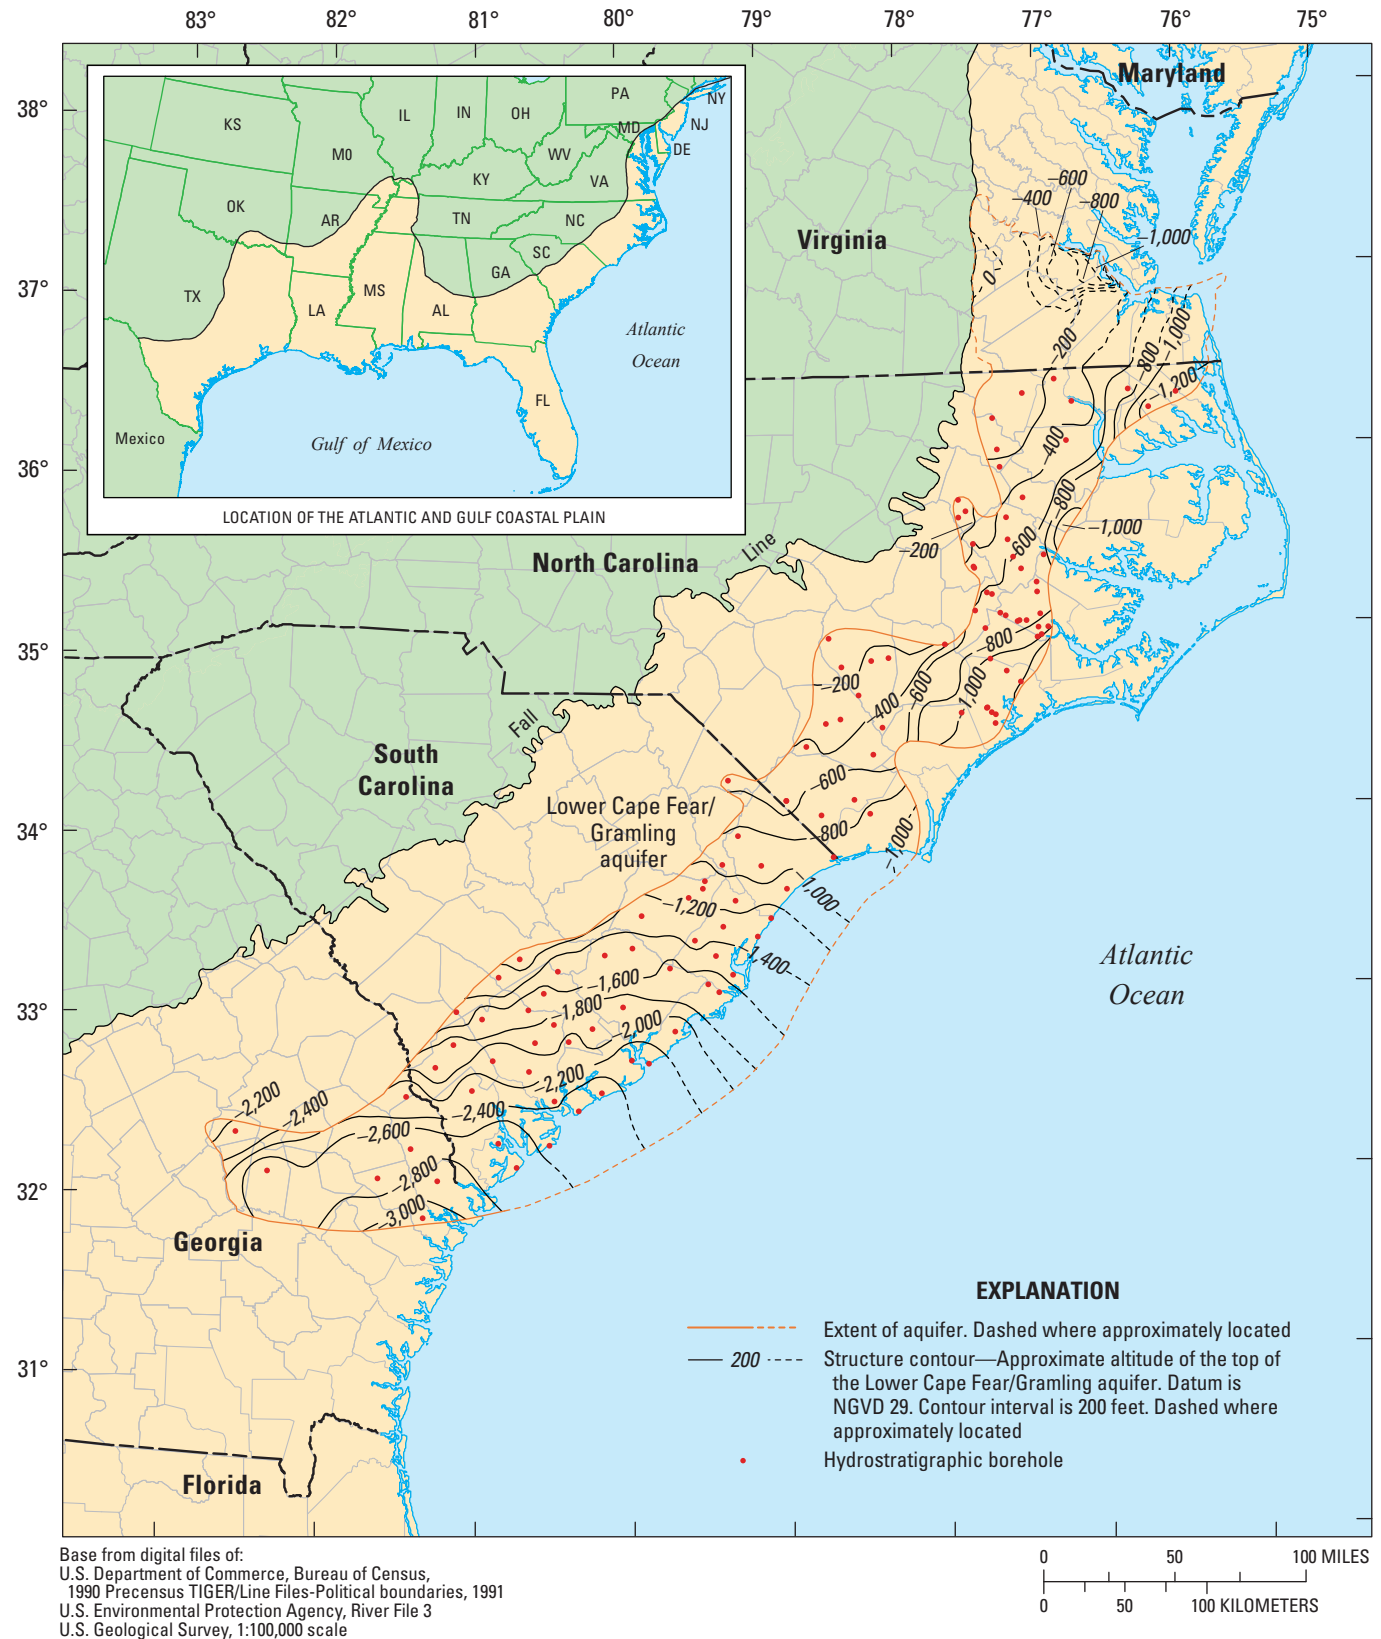 83° 82° 81° 80° 79° 78° 77° 76° 75°
38°
37°
36°
35°
34°
33°
32°
31°
KS
MO
IL
IN
OH
PA
NY
NJ
MD
DE
WV
VA
KY
OK
AR
TN
NC
SC
GA
TX
LA
MS
AL
FL
Mexico
Atlantic
Ocean
Gulf of Mexico
LOCATION OF THE ATLANTIC AND GULF COASTAL PLAIN
Maryland
Virginia
–600
–400
–800
–1,000
0
–200
–800
–1,000
–1,200
–400
–800
–1,000
–200
–600
North Carolina
Fall
Line
–800
–200
–400
–600
–1,000
South
Carolina
–600
Lower Cape Fear/
Gramling
aquifer
–800
–1,000
1,000
–1,200
–1,400
–1,600
–1,800
–2,000
–2,200
–2,400
–2,200
–2,400
–2,600
–2,800
–3,000
Atlantic
Ocean
Georgia
Florida
EXPLANATION
Extent of aquifer. Dashed where approximately located
200 Structure contour—Approximate altitude of the top of
the Lower Cape Fear/Gramling aquifer. Datum is
NGVD 29. Contour interval is 200 feet. Dashed where
approximately located
Hydrostratigraphic borehole
Base from digital files of:
U.S. Department of Commerce, Bureau of Census,
1990 Precensus TIGER/Line Files-Political boundaries, 1991
U.S. Environmental Protection Agency, River File 3
U.S. Geological Survey, 1:100,000 scale
0 50 100 MILES
0 50 100 KILOMETERS